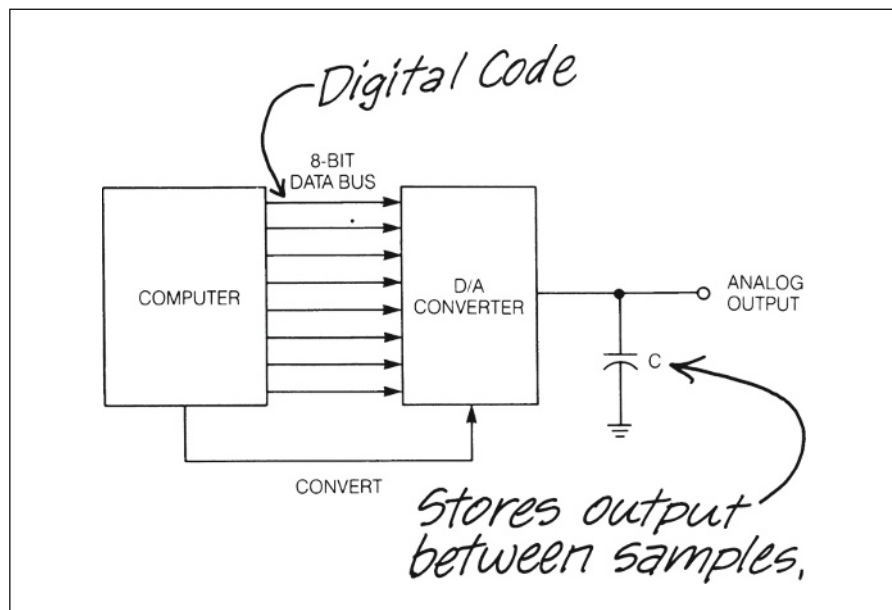 Digital Code
8-BIT
DATA BUS
COMPUTER
D/A
CONVERTER
ANALOG
OUTPUT
C
CONVERT
Stores output
between samples.